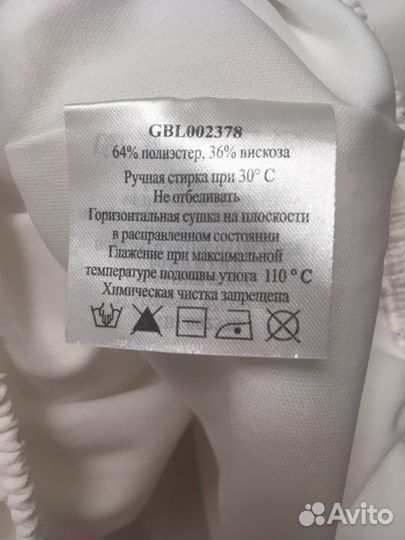 GBL002378
64% полиэстер, 36% вискоза
Ручная стирка при 30° С
Не отбеливать
Горизонтальная сушка на плоскости
в расправленном состоянии
Глажение при максимальной
температуре подошвы утюга 110 ° С
Химическая чистка запрещена
Avito